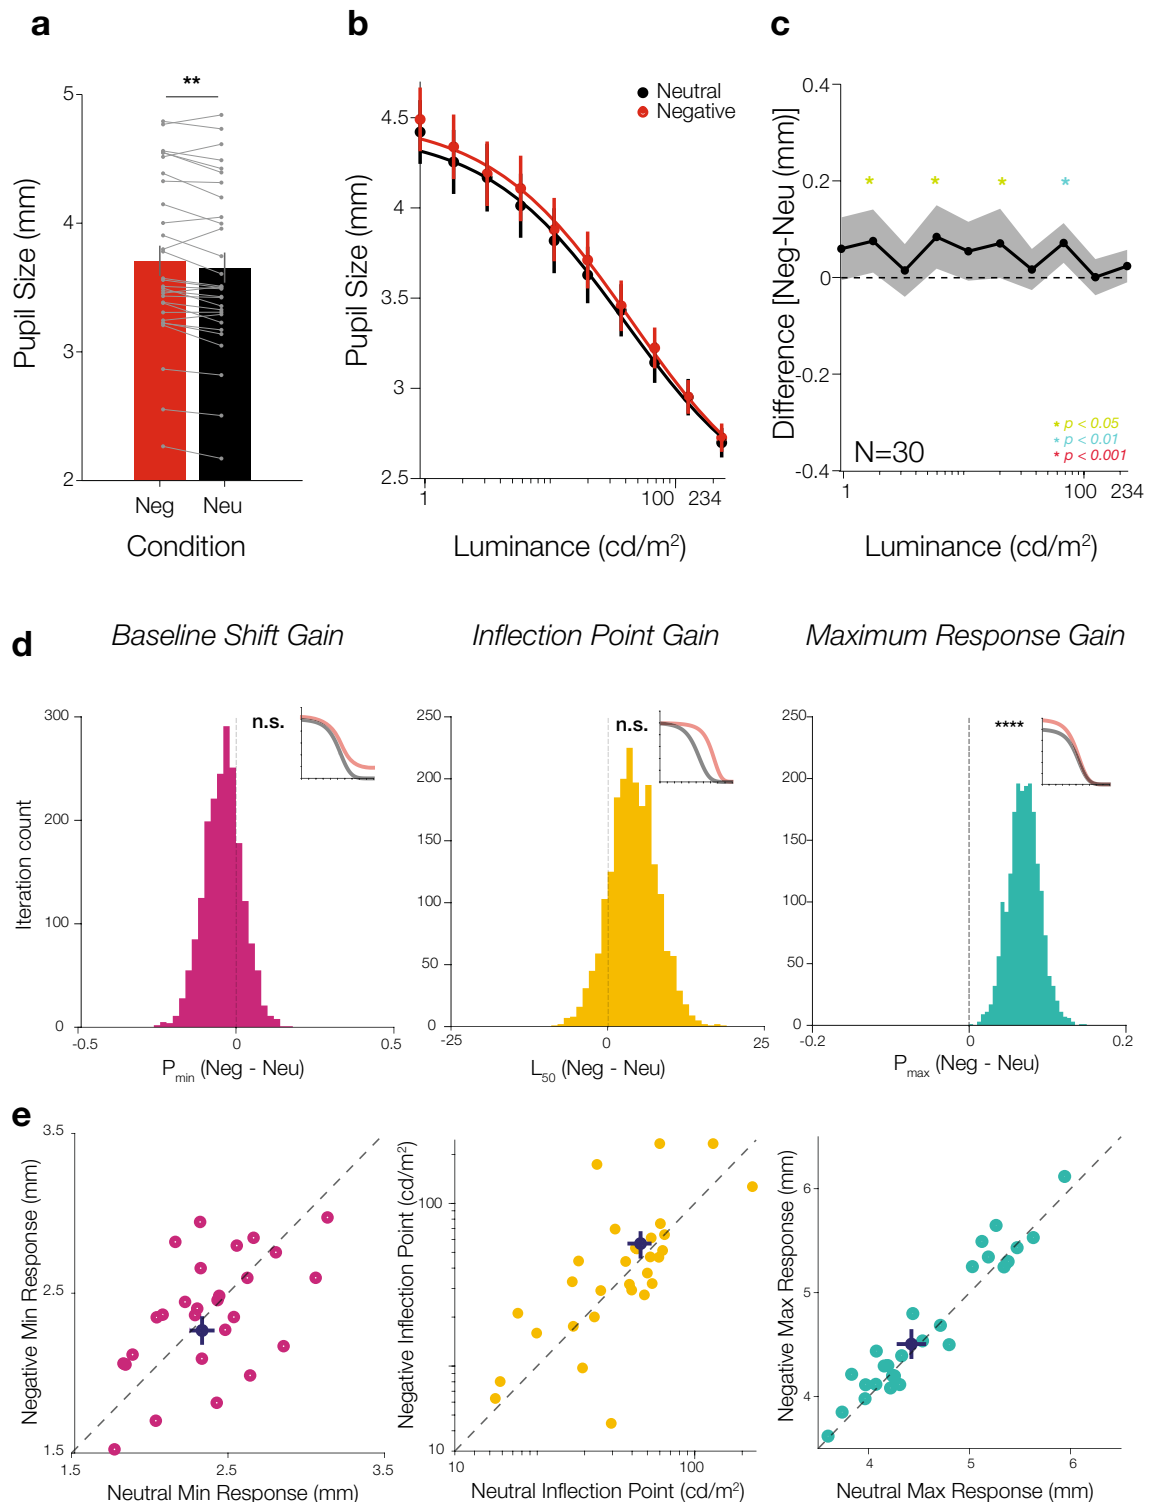 a
b
c
**
5
4
3
2
Pupil Size (mm)
Neg
Neu
Condition
Neutral
Negative
4.5
4
3.5
3
2.5
Pupil Size (mm)
1
100
234
Luminance (cd/m²)
0.4
0.2
0
-0.2
-0.4
Difference [Neg-Neu (mm)]
* * * *
* p < 0.05
* p < 0.01
* p < 0.001
N=30
1
100
234
Luminance (cd/m²)
d
Baseline Shift Gain
Inflection Point Gain
Maximum Response Gain
300
200
100
0
Iteration count
n.s.
-0.5
0
0.5
Pmin (Neg - Neu)
250
200
150
100
50
0
n.s.
-25
0
25
L50 (Neg - Neu)
250
200
150
100
50
0
****
-0.2
0
0.2
Pmax (Neg - Neu)
e
3.5
2.5
1.5
Negative Min Response (mm)
1.5
2.5
3.5
Neutral Min Response (mm)
100
10
Negative Inflection Point (cd/m²)
10
100
Neutral Inflection Point (cd/m²)
6
4
Negative Max Response (mm)
4
5
6
Neutral Max Response (mm)